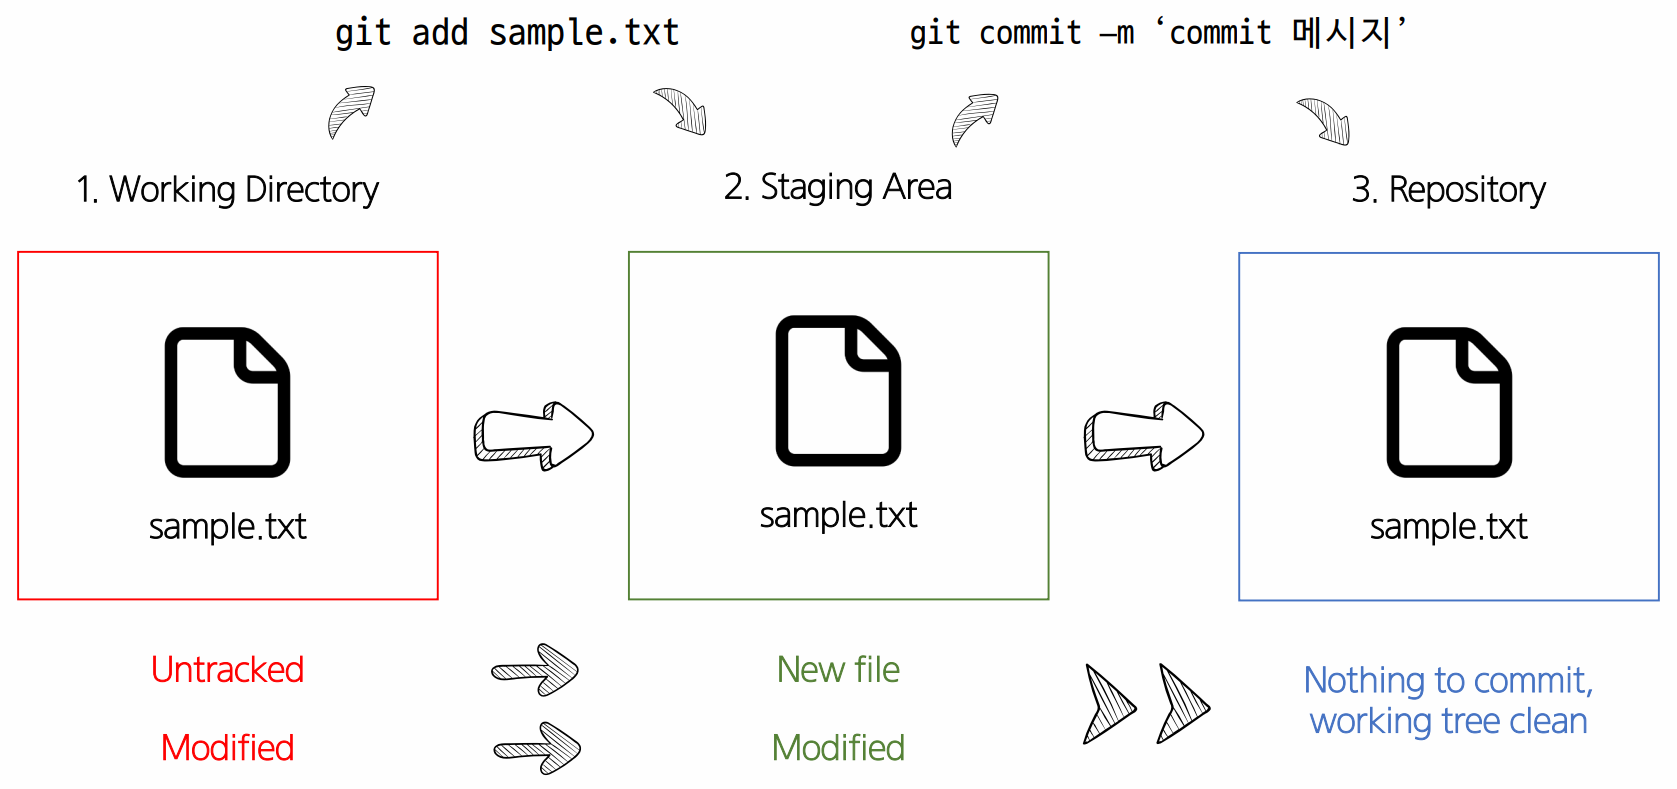 git add sample.txt
git commit –m ‘commit 메시지’
1. Working Directory
2. Staging Area
3. Repository
sample.txt
sample.txt
sample.txt
Untracked
New file
Nothing to commit,
working tree clean
Modified
Modified